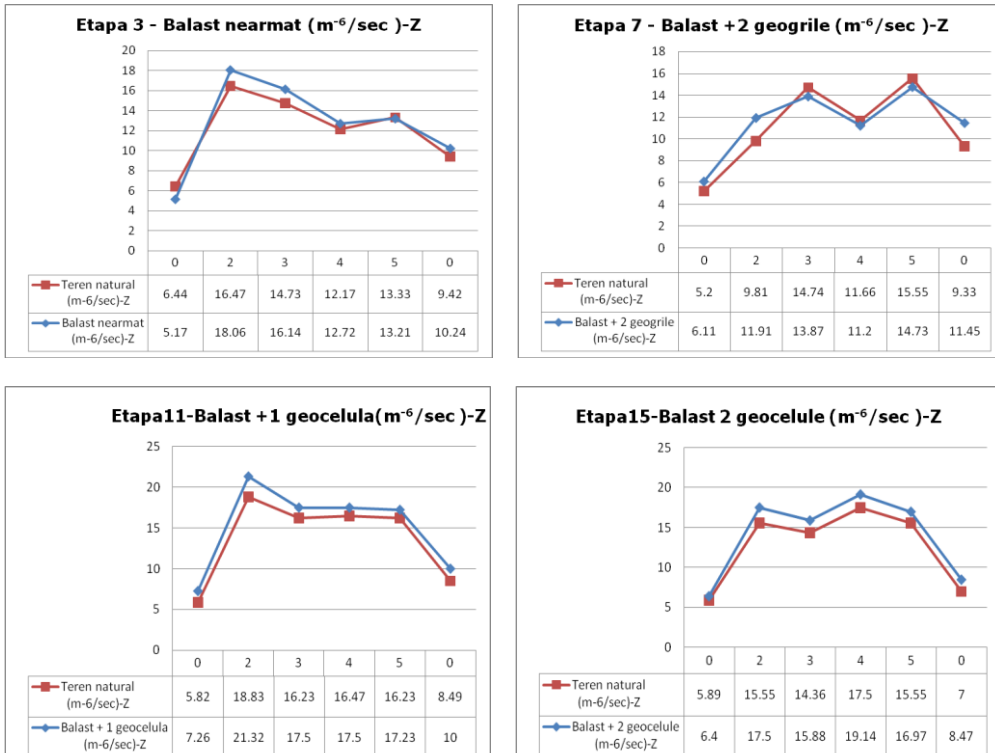 Etapa 3 - Balast nearmat (m⁻⁶/sec )-Z
20
18
16
14
12
10
8
6
4
2
0
0 2 3 4 5 0
Teren natural
(m-6/sec)-Z
6.44 16.47 14.73 12.17 13.33 9.42
Balast nearmat
(m-6/sec)-Z
5.17 18.06 16.14 12.72 13.21 10.24
Etapa 7 - Balast +2 geogrile (m⁻⁶/sec )-Z
18
16
14
12
10
8
6
4
2
0
0 2 3 4 5 0
Teren natural
(m-6/sec)-Z
5.2 9.81 14.74 11.66 15.55 9.33
Balast + 2 geogrile
(m-6/sec)-Z
6.11 11.91 13.87 11.2 14.73 11.45
Etapa11-Balast +1 geocelula(m⁻⁶/sec )-Z
25
20
15
10
5
0
0 2 3 4 5 0
Teren natural
(m-6/sec)-Z
5.82 18.83 16.23 16.47 16.23 8.49
Balast + 1 geocelula
(m-6/sec)-Z
7.26 21.32 17.5 17.5 17.23 10
Etapa15-Balast 2 geocelule (m⁻⁶/sec )-Z
25
20
15
10
5
0
0 2 3 4 5 0
Teren natural
(m-6/sec)-Z
5.89 15.55 14.36 17.5 15.55 7
Balast + 2 geocelule
(m-6/sec)-Z
6.4 17.5 15.88 19.14 16.97 8.47